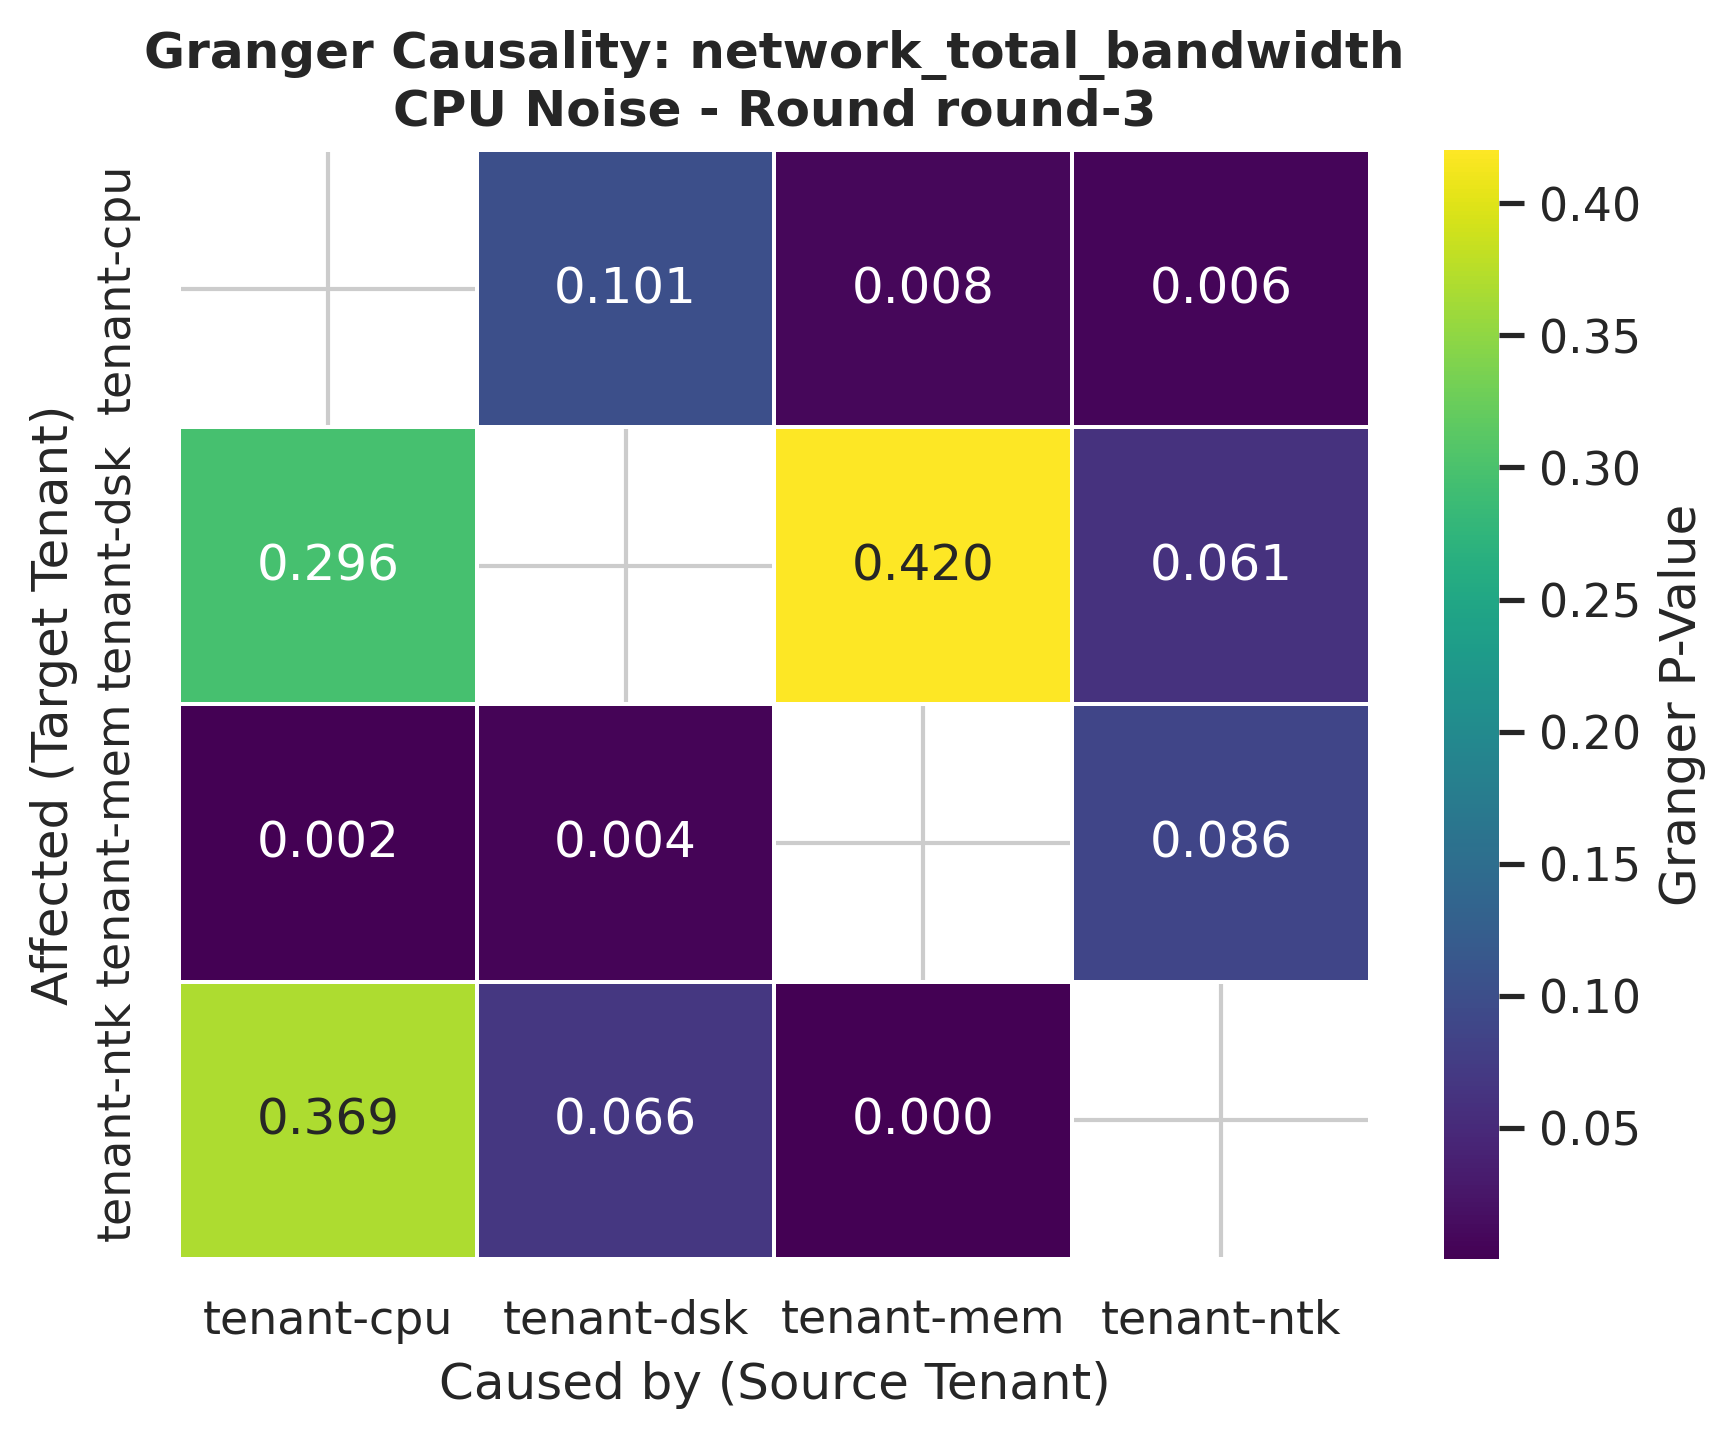 Granger Causality: network_total_bandwidth
CPU Noise - Round round-3
Affected (Target Tenant)
tenant-cpu
0.101
0.008
0.006
tenant-dsk
0.296
0.420
0.061
tenant-mem
0.002
0.004
0.086
tenant-ntk
0.369
0.066
0.000
tenant-cpu
tenant-dsk
tenant-mem
tenant-ntk
Caused by (Source Tenant)
0.40
0.35
0.30
0.25
0.20
0.15
0.10
0.05
Granger P-Value